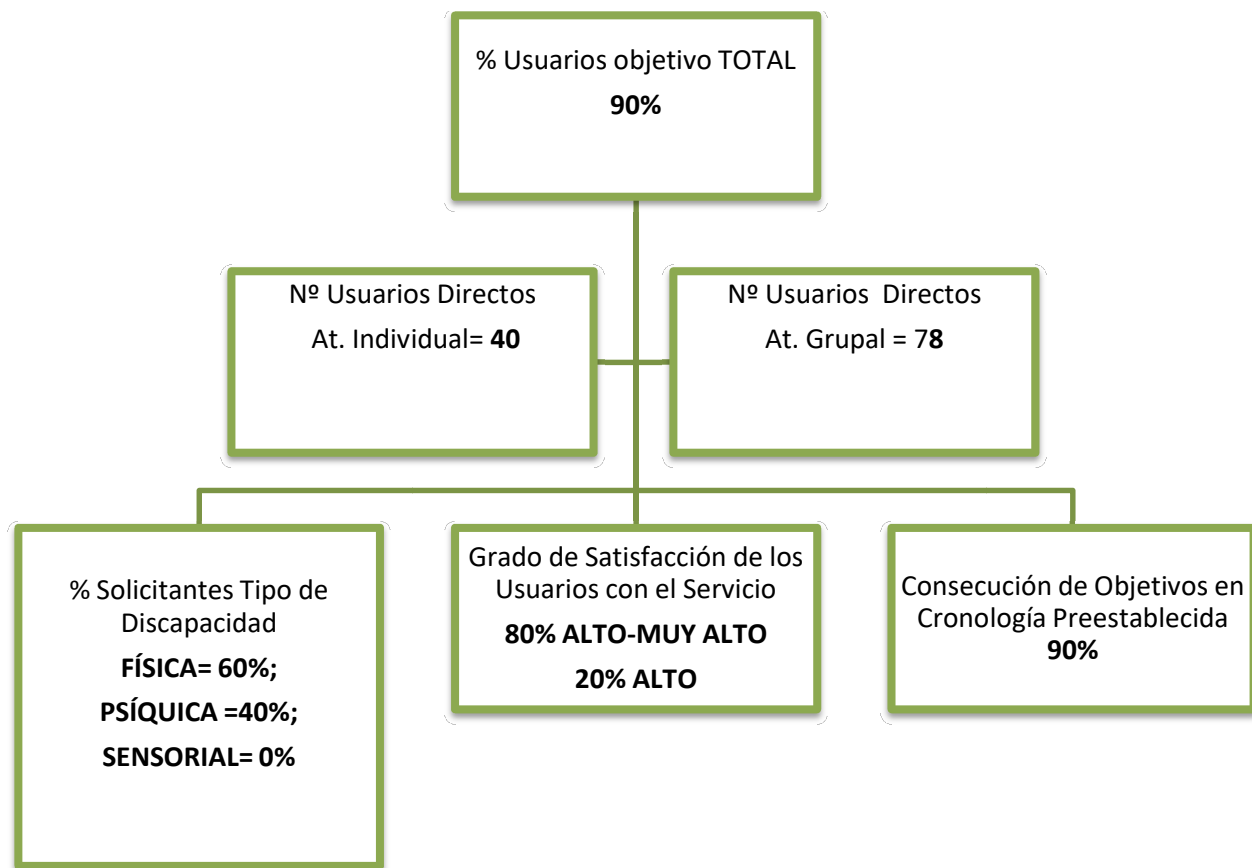 % Usuarios objetivo TOTAL
90%
Nº Usuarios Directos
At. Individual= 40
Nº Usuarios  Directos
At. Grupal = 78
% Solicitantes Tipo de
Discapacidad
FÍSICA= 60%;
PSÍQUICA =40%;
SENSORIAL= 0%
Grado de Satisfacción de los
Usuarios con el Servicio
80% ALTO-MUY ALTO
20% ALTO
Consecución de Objetivos en
Cronología Preestablecida
90%